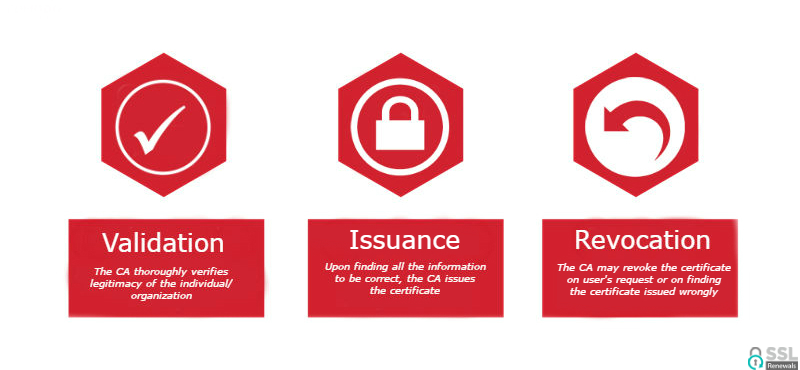 Validation
The CA thoroughly verifies
legitimacy of the individual/
organization
Issuance
Upon finding all the information
to be correct, the CA issues
the certificate
Revocation
The CA may revoke the certificate
on user's request or on finding
the certificate issued wrongly
SSL
Renewals